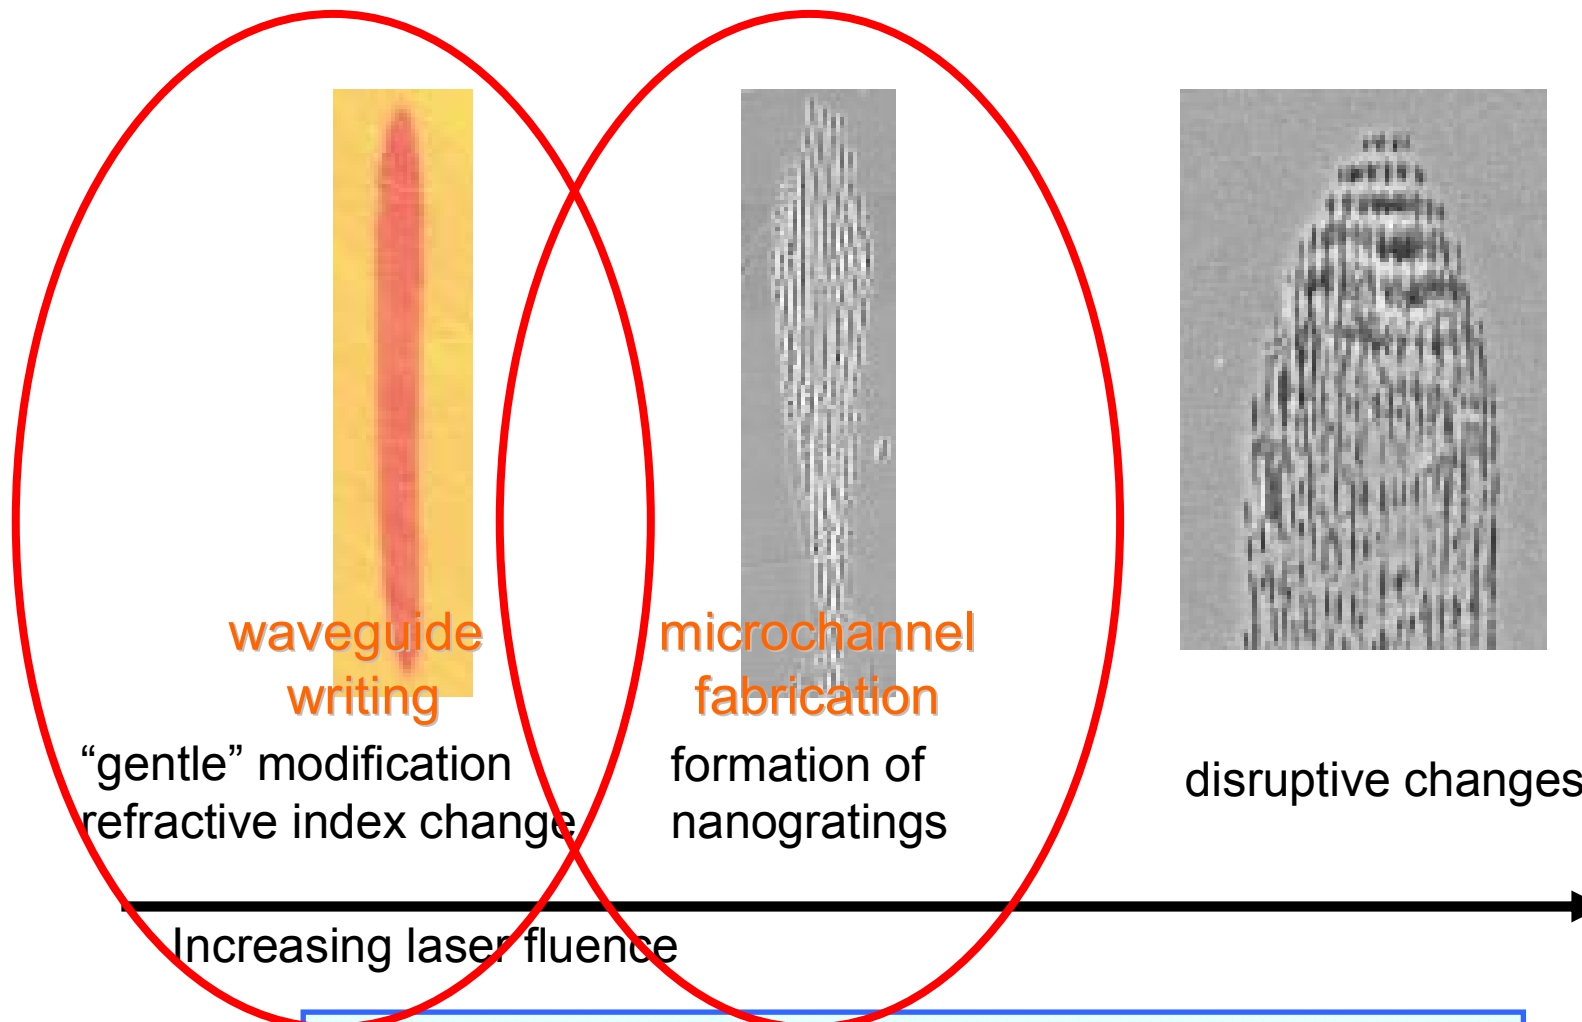 waveguide
writing
microchannel
fabrication
“gentle” modification
refractive index change
formation of
nanogratings
disruptive changes
Increasing laser fluence